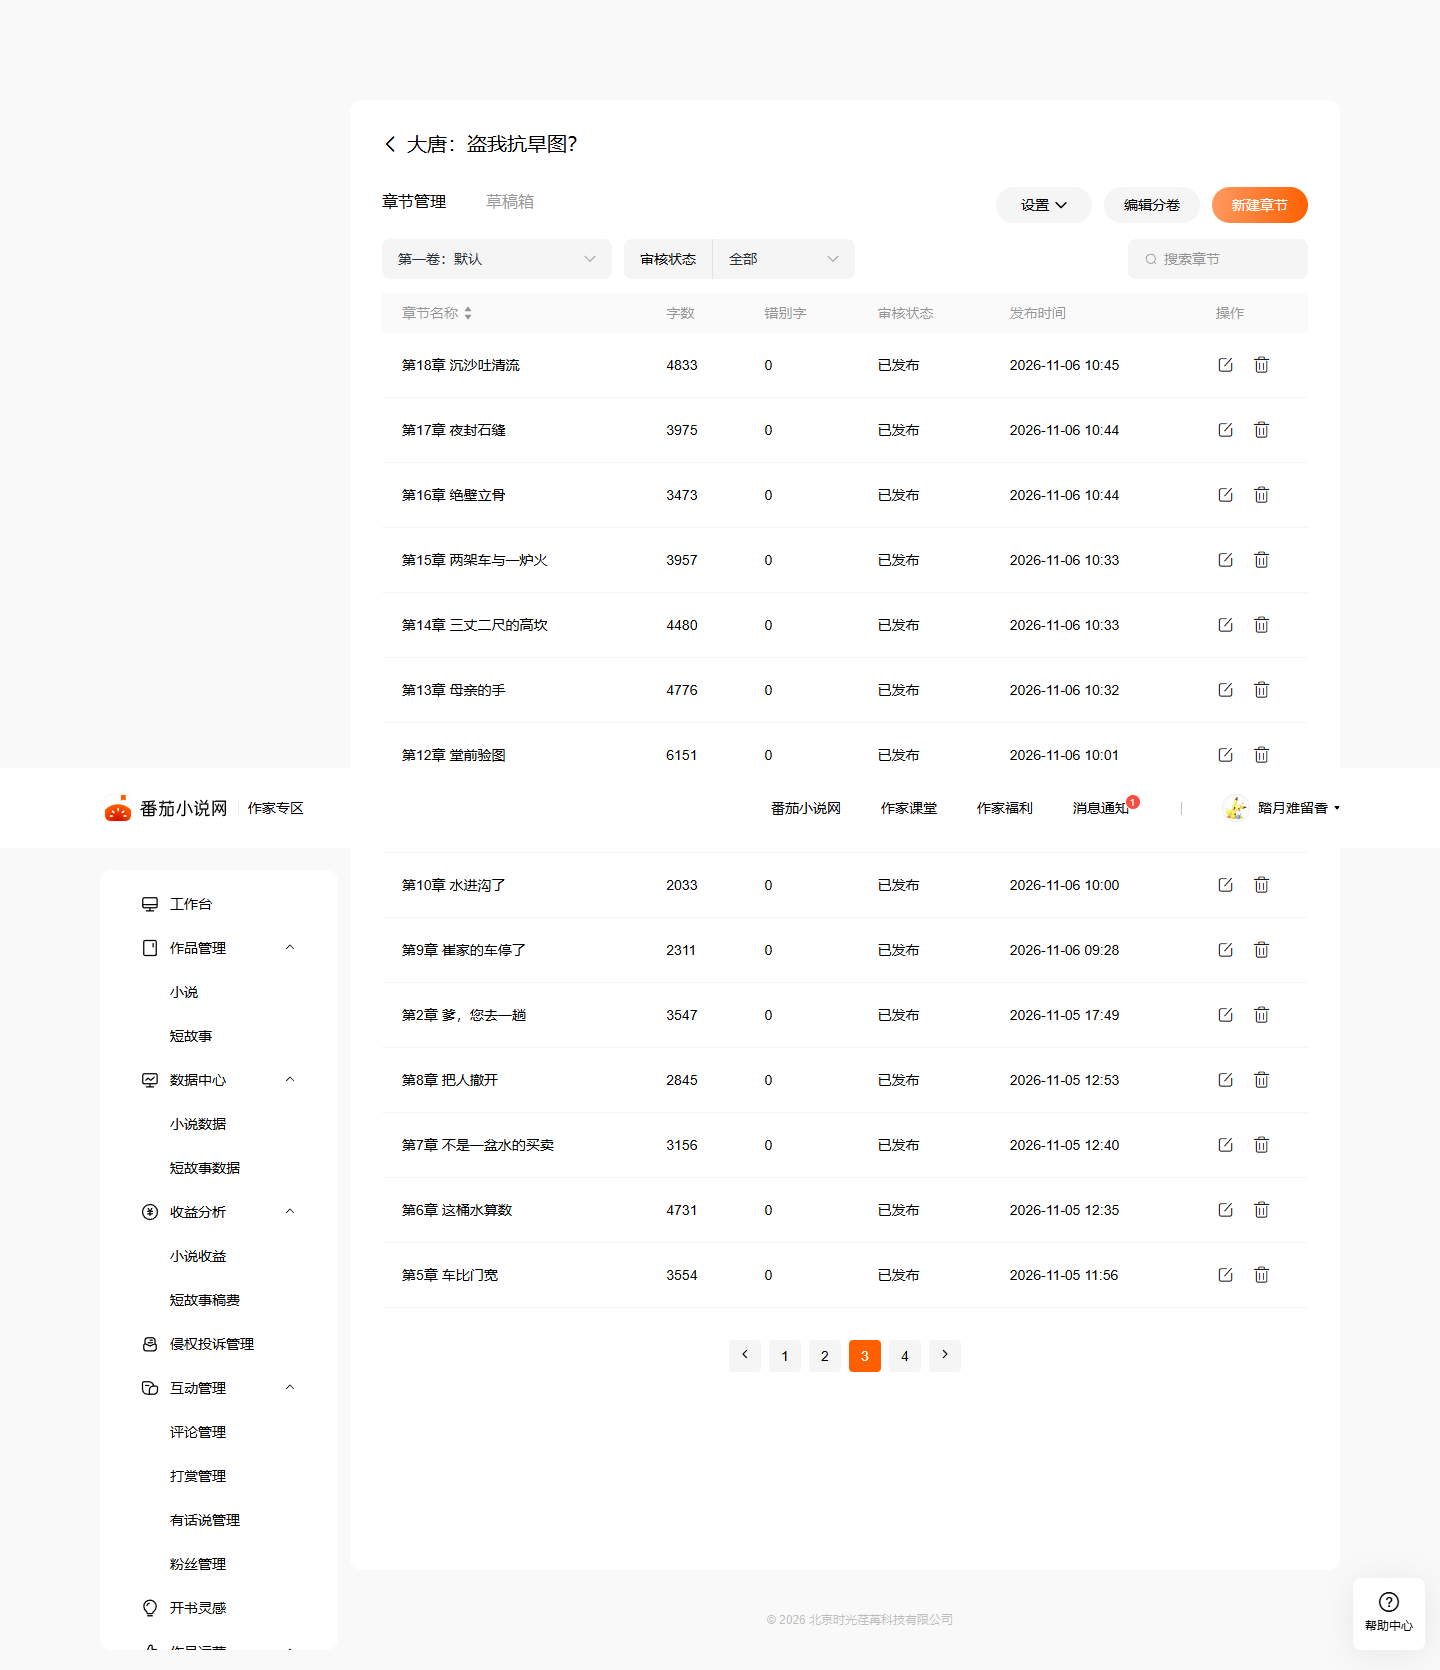 大唐：盗我抗旱图？
章节管理 草稿箱 设置 编辑分卷 新建章节
第一卷：默认 审核状态 全部 搜索章节
章节名称 字数 错别字 审核状态 发布时间 操作
第18章 沉沙吐清流 4833 0 已发布 2026-11-06 10:45
第17章 夜封石缝 3975 0 已发布 2026-11-06 10:44
第16章 绝壁立骨 3473 0 已发布 2026-11-06 10:44
第15章 两架车与一炉火 3957 0 已发布 2026-11-06 10:33
第14章 三丈二尺的高坎 4480 0 已发布 2026-11-06 10:33
第13章 母亲的手 4776 0 已发布 2026-11-06 10:32
第12章 堂前验图 6151 0 已发布 2026-11-06 10:01
番茄小说网 作家专区 番茄小说网 作家课堂 作家福利 消息通知 1 踏月难留香
第10章 水进沟了 2033 0 已发布 2026-11-06 10:00
第9章 崔家的车停了 2311 0 已发布 2026-11-06 09:28
第2章 爹，您去一趟 3547 0 已发布 2026-11-05 17:49
第8章 把人撤开 2845 0 已发布 2026-11-05 12:53
第7章 不是一盆水的买卖 3156 0 已发布 2026-11-05 12:40
第6章 这桶水算数 4731 0 已发布 2026-11-05 12:35
第5章 车比门宽 3554 0 已发布 2026-11-05 11:56
1 2 3 4
工作台
作品管理
小说
短故事
数据中心
小说数据
短故事数据
收益分析
小说收益
短故事稿费
侵权投诉管理
互动管理
评论管理
打赏管理
有话说管理
粉丝管理
开书灵感
© 2026 北京时光荏苒科技有限公司
帮助中心